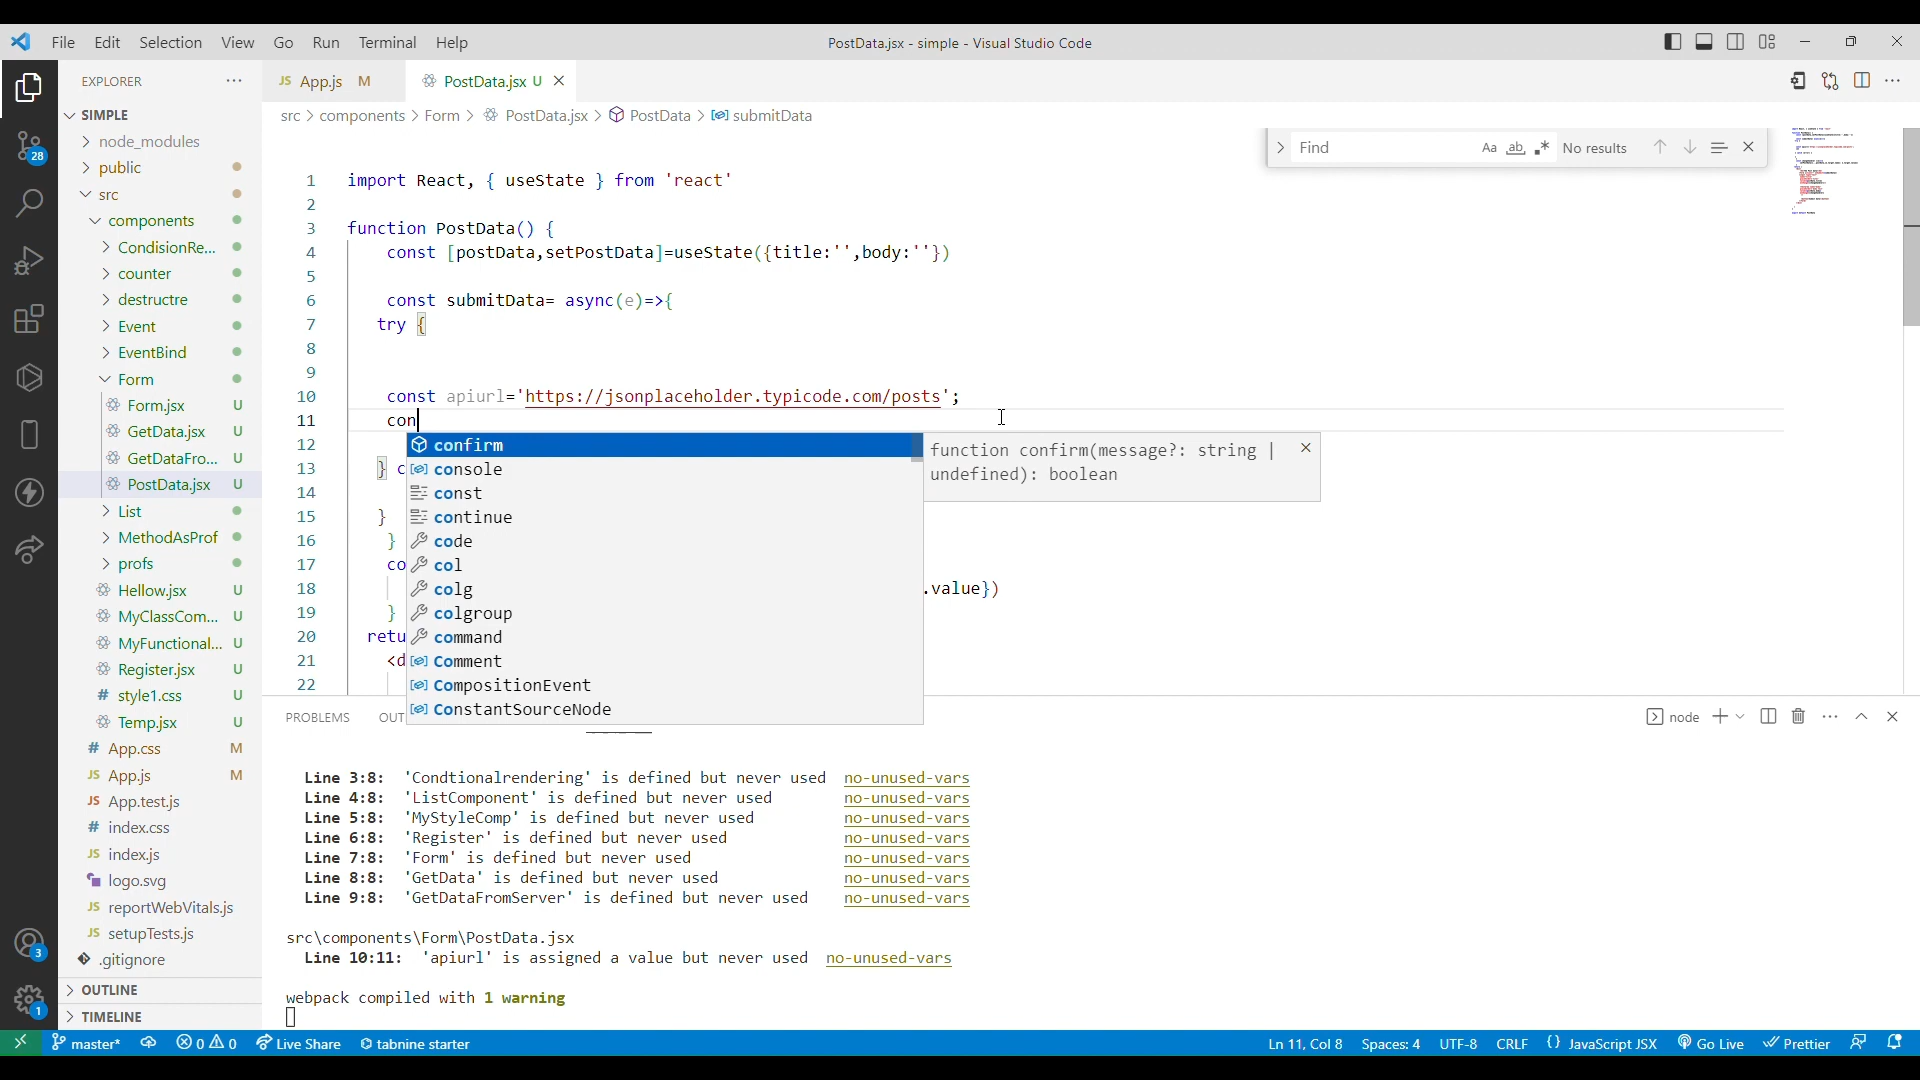 File Edit Selection View Go Run Terminal Help
PostData.jsx - simple - Visual Studio Code
EXPLORER
SIMPLE
node_modules
public
src
components
CondisionRe...
counter
destructre
Event
EventBind
Form
Form.jsx U
GetData.jsx U
GetDataFro... U
PostData.jsx U
List
MethodAsProf
profs
Hellow.jsx U
MyClassCom... U
MyFunctional... U
Register.jsx U
style1.css U
Temp.jsx U
App.css M
App.js M
App.test.js
index.css
index.js
logo.svg
reportWebVitals.js
setupTests.js
.gitignore
OUTLINE
TIMELINE
28
3
1
JS App.js M
PostData.jsx U
src > components > Form > PostData.jsx > PostData > submitData
Find Aa ab .* No results
1 import React, { useState } from 'react'
2
3 function PostData() {
4 const [postData,setPostData]=useState({title:'',body:''})
5
6 const submitData= async(e)=>{
7 try {
8
9
10 const apiurl='https://jsonplaceholder.typicode.com/posts';
11 con
12
13 } c
14
15 }
16 }
17 co
18 .value})
19 }
20 retu
21 <d
22
confirm
console
const
continue
code
col
colg
colgroup
command
Comment
CompositionEvent
ConstantSourceNode
function confirm(message?: string |
undefined): boolean
PROBLEMS OUT
node
Line 3:8: 'Condtionalrendering' is defined but never used no-unused-vars
Line 4:8: 'ListComponent' is defined but never used no-unused-vars
Line 5:8: 'MyStyleComp' is defined but never used no-unused-vars
Line 6:8: 'Register' is defined but never used no-unused-vars
Line 7:8: 'Form' is defined but never used no-unused-vars
Line 8:8: 'GetData' is defined but never used no-unused-vars
Line 9:8: 'GetDataFromServer' is defined but never used no-unused-vars
src\components\Form\PostData.jsx
Line 10:11: 'apiurl' is assigned a value but never used no-unused-vars
webpack compiled with 1 warning
master* 0 0 Live Share tabnine starter
Ln 11, Col 8 Spaces: 4 UTF-8 CRLF {} JavaScript JSX Go Live Prettier